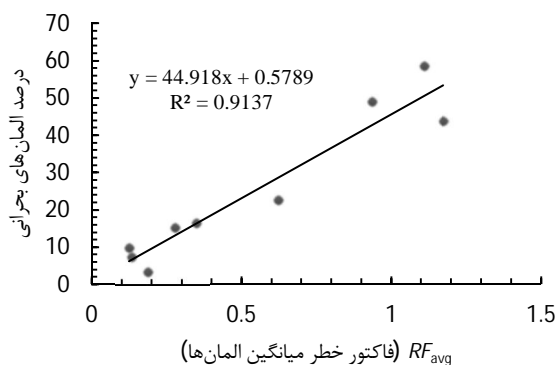 درصد المان‌های بحرانی
70
60
50
40
30
20
10
0
y = 44.918x + 0.5789
R² = 0.9137
0 0.5 1 1.5
RFavg (فاکتور خطر میانگین المان‌ها)